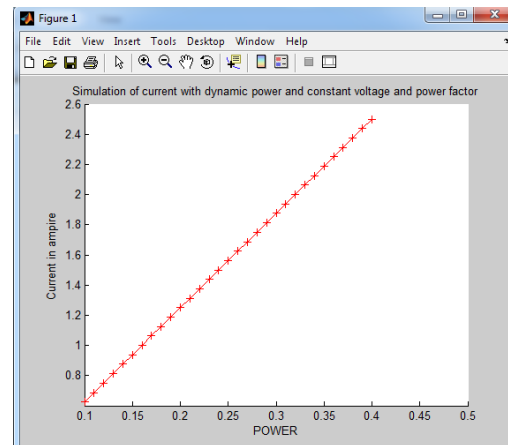 Figure 1
File Edit View Insert Tools Desktop Window Help
Simulation of current with dynamic power and constant voltage and power factor
2.6
2.4
2.2
2
1.8
1.6
1.4
1.2
1
0.8
Current in ampire
0.1 0.15 0.2 0.25 0.3 0.35 0.4 0.45 0.5
POWER